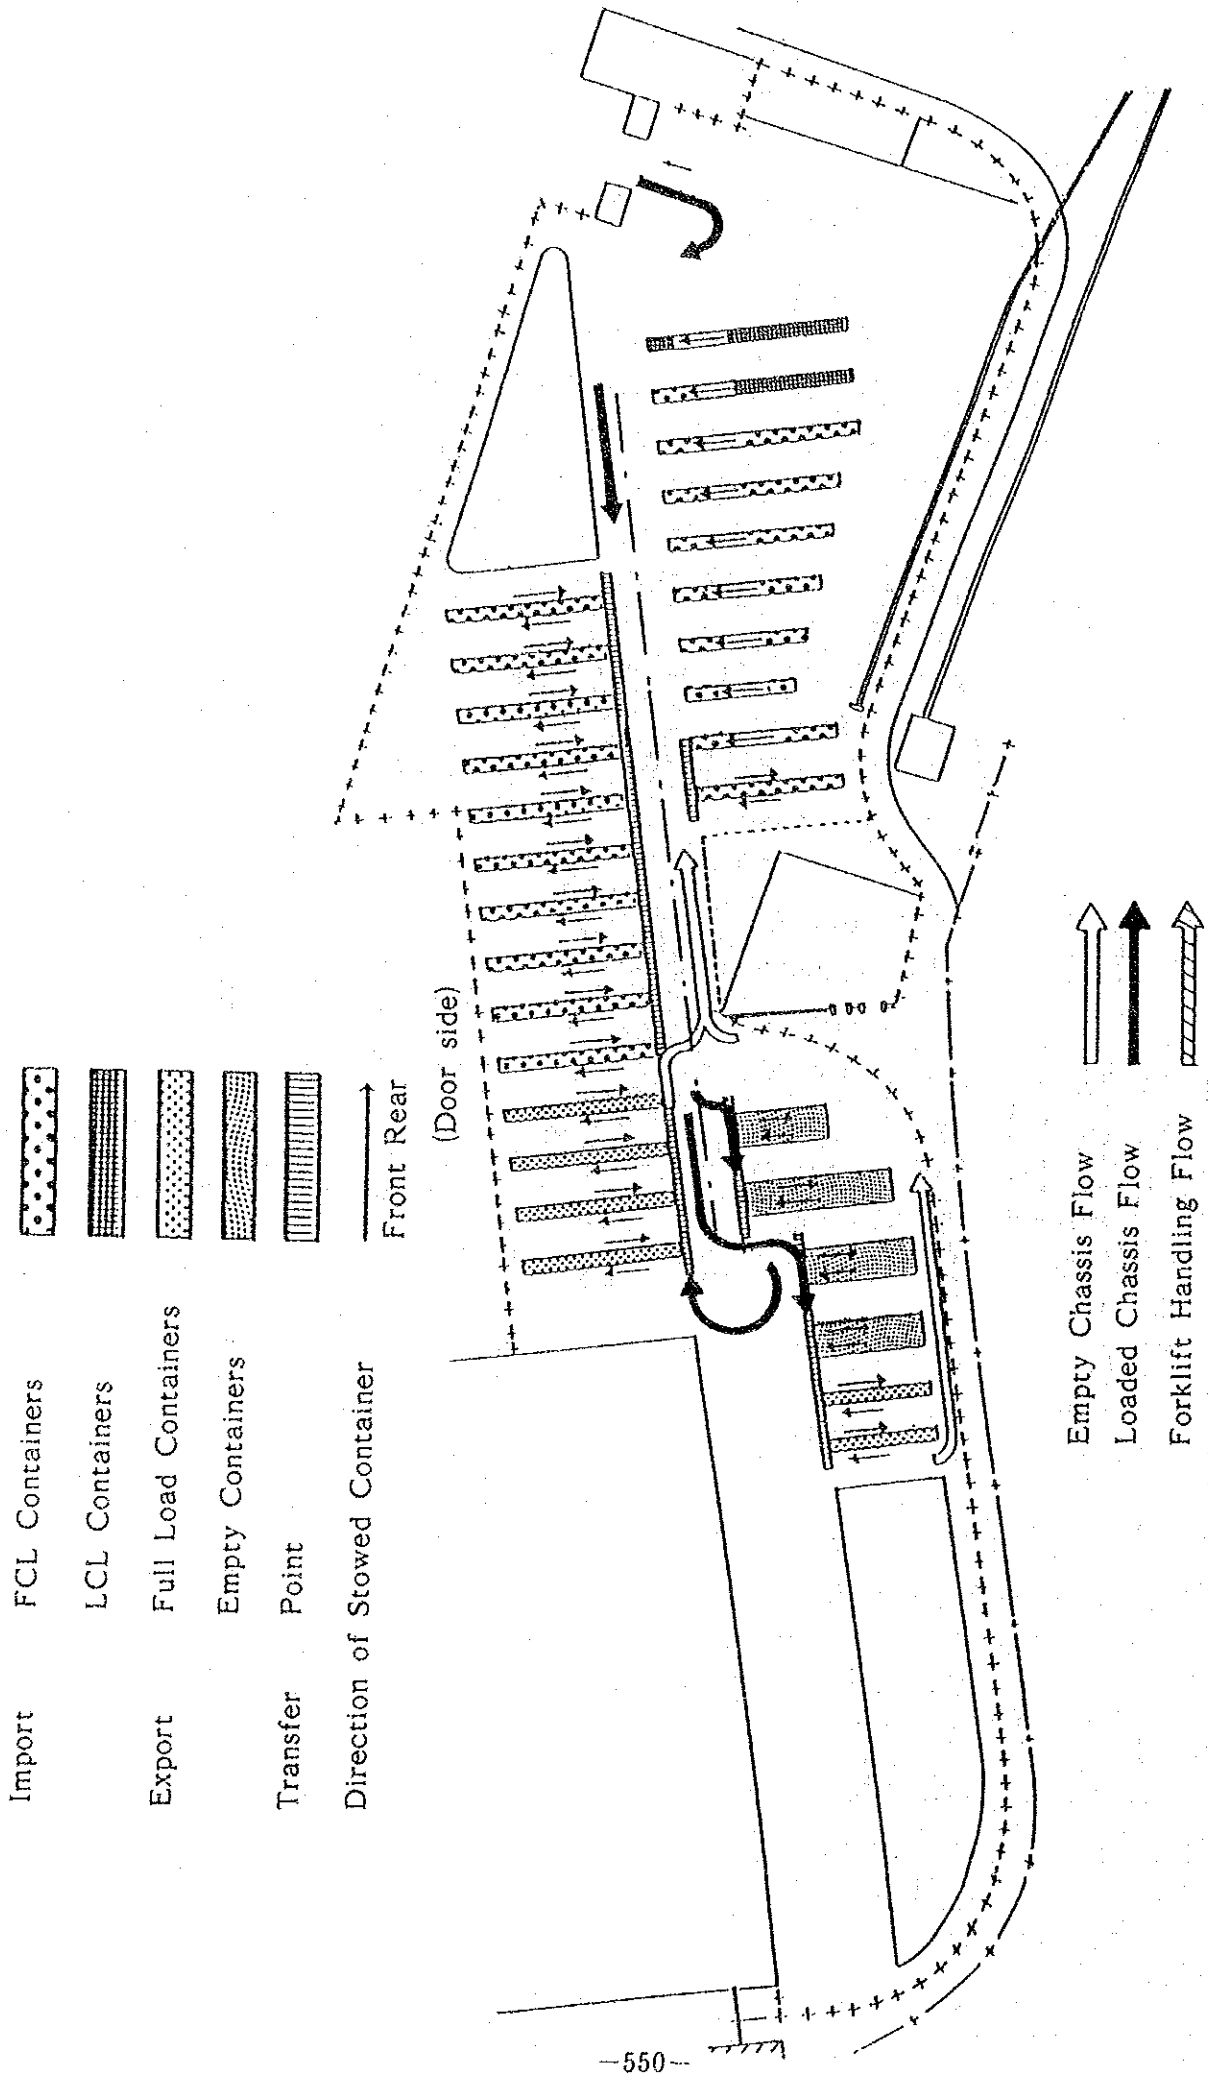 Import FCL Containers
LCL Containers
Export Full Load Containers
Empty Containers
Transfer Point
Direction of Stowed Container
Front Rear
(Door side)
Empty Chassis Flow
Loaded Chassis Flow
Forklift Handling Flow
—550—